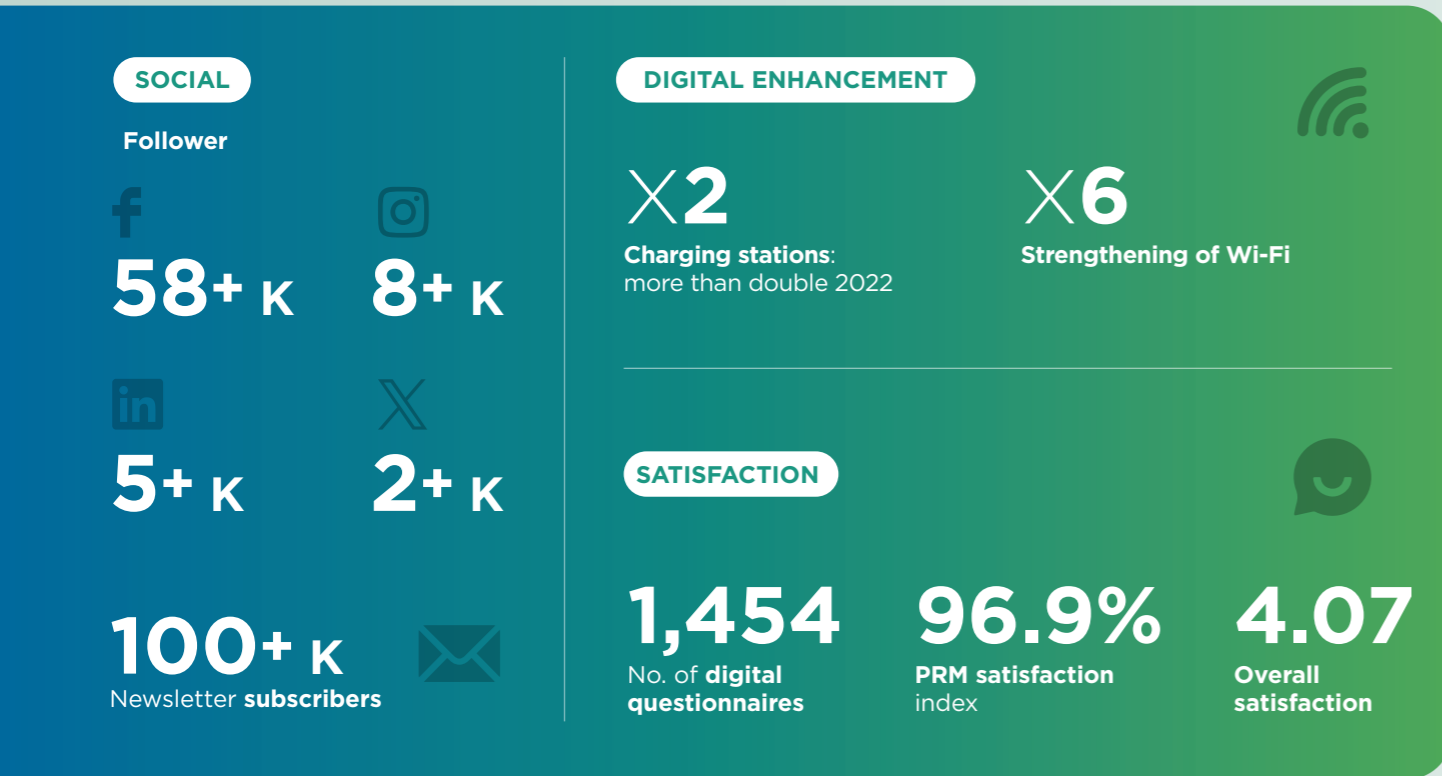 SOCIAL
Follower
58+ K
8+ K
5+ K
2+ K
100+ K
Newsletter subscribers
DIGITAL ENHANCEMENT
X2
Charging stations:
more than double 2022
X6
Strengthening of Wi-Fi
SATISFACTION
1,454
No. of digital
questionnaires
96.9%
PRM satisfaction
index
4.07
Overall
satisfaction